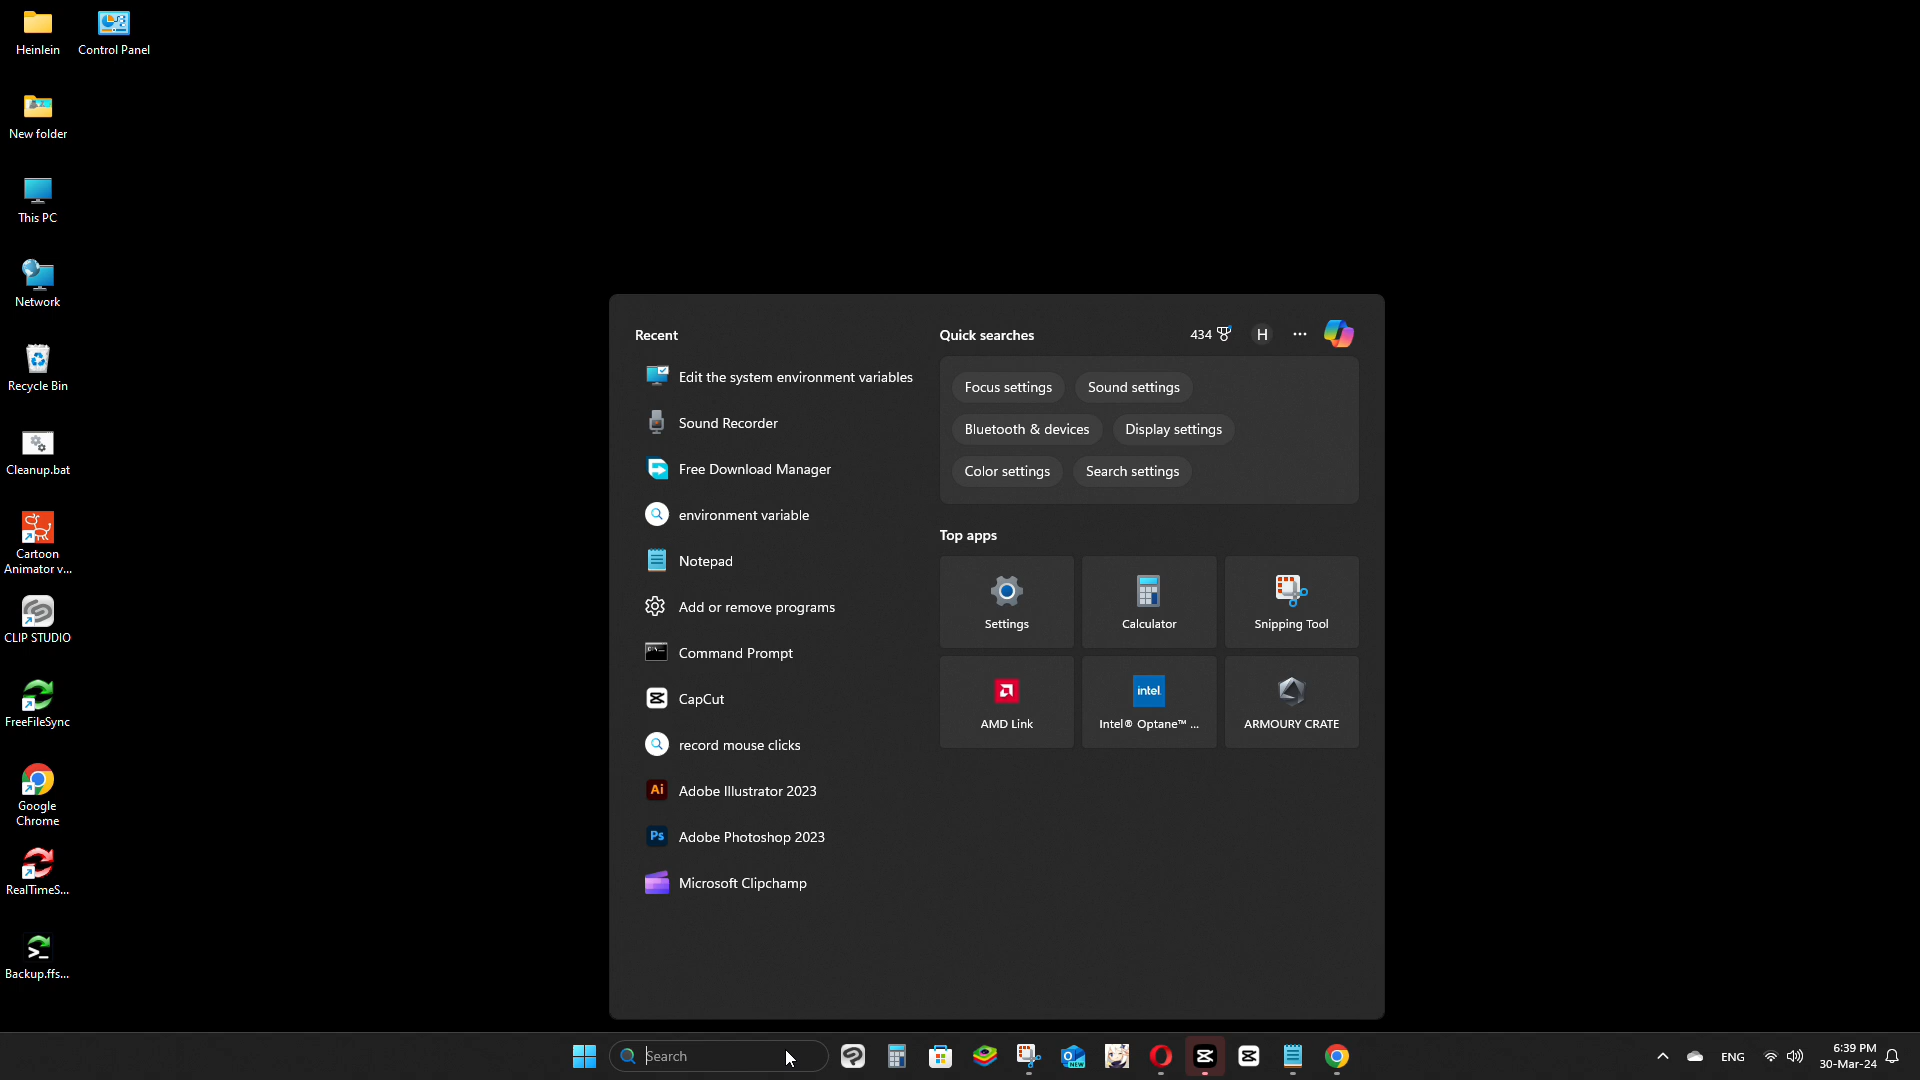 Heinlein
Control Panel
New folder
This PC
Network
Recycle Bin
Cleanup.bat
Cartoon
Animator v...
CLIP STUDIO
FreeFileSync
Google
Chrome
RealTimeS...
Backup.ffs...
Recent
Edit the system environment variables
Sound Recorder
Free Download Manager
environment variable
Notepad
Add or remove programs
Command Prompt
CapCut
record mouse clicks
Ai
Adobe Illustrator 2023
Ps
Adobe Photoshop 2023
Microsoft Clipchamp
Quick searches
434
H
Focus settings
Sound settings
Bluetooth & devices
Display settings
Color settings
Search settings
Top apps
Settings
Calculator
Snipping Tool
AMD Link
intel.
Intel® Optane™ ...
ARMOURY CRATE
Search
NEW
ENG
6:39 PM
30-Mar-24